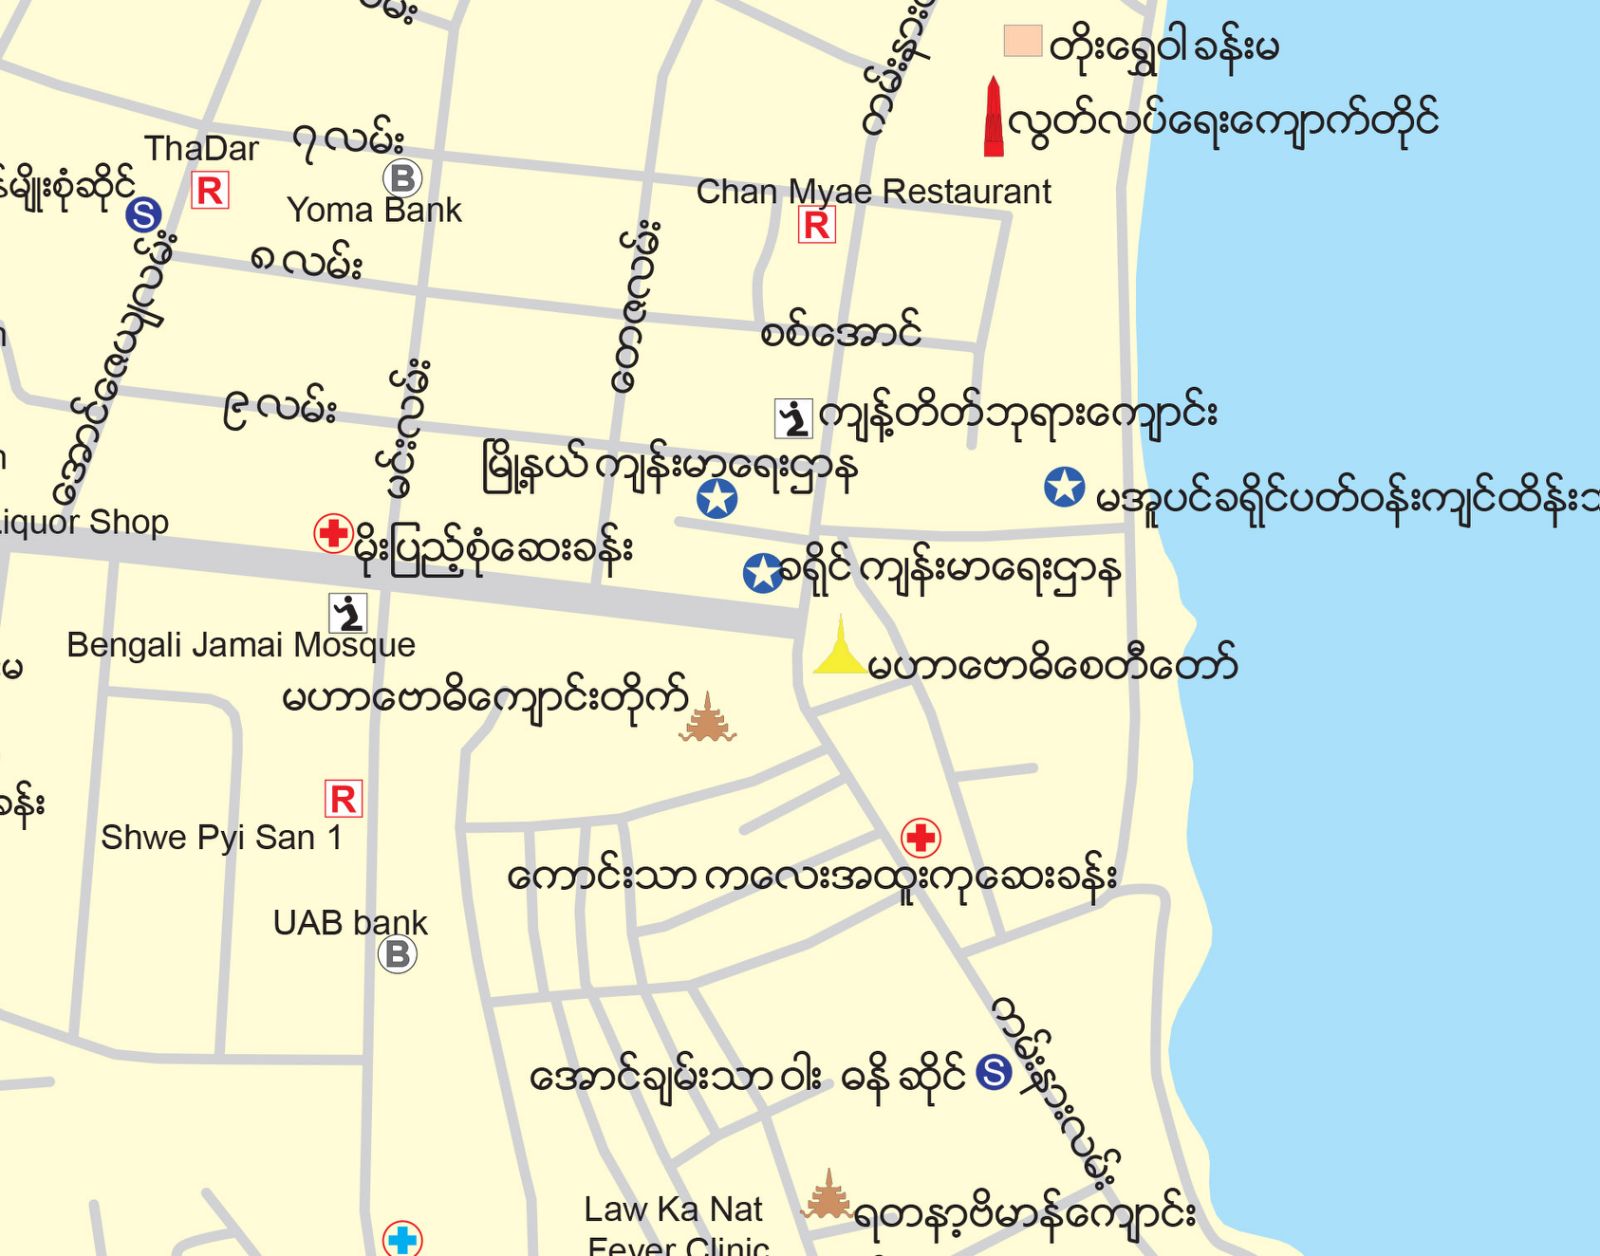 တိုးရွှေဝါ ခန်းမ
လွတ်လပ်ရေးကျောက်တိုင်
ThaDar
၇ လမ်း
Yoma Bank
Chan Myae Restaurant
၈ လမ်း
စစ်အောင်
၉ လမ်း
ကျန့်တိတ်ဘုရားကျောင်း
မြို့နယ် ကျန်းမာရေးဌာန
Liquor Shop
မိုးပြည့်စုံဆေးခန်း
ခရိုင် ကျန်းမာရေးဌာန
Bengali Jamai Mosque
မဟာဗောဓိစေတီတော်
မဟာဗောဓိကျောင်းတိုက်
Shwe Pyi San 1
ကောင်းသာ ကလေးအထူးကုဆေးခန်း
UAB bank
ကမ်းနားလမ်း
အောင်ချမ်းသာ ဝါး ဓနိ ဆိုင်
Law Ka Nat
Fever Clinic
ရတနာ့ဗိမာန်ကျောင်း